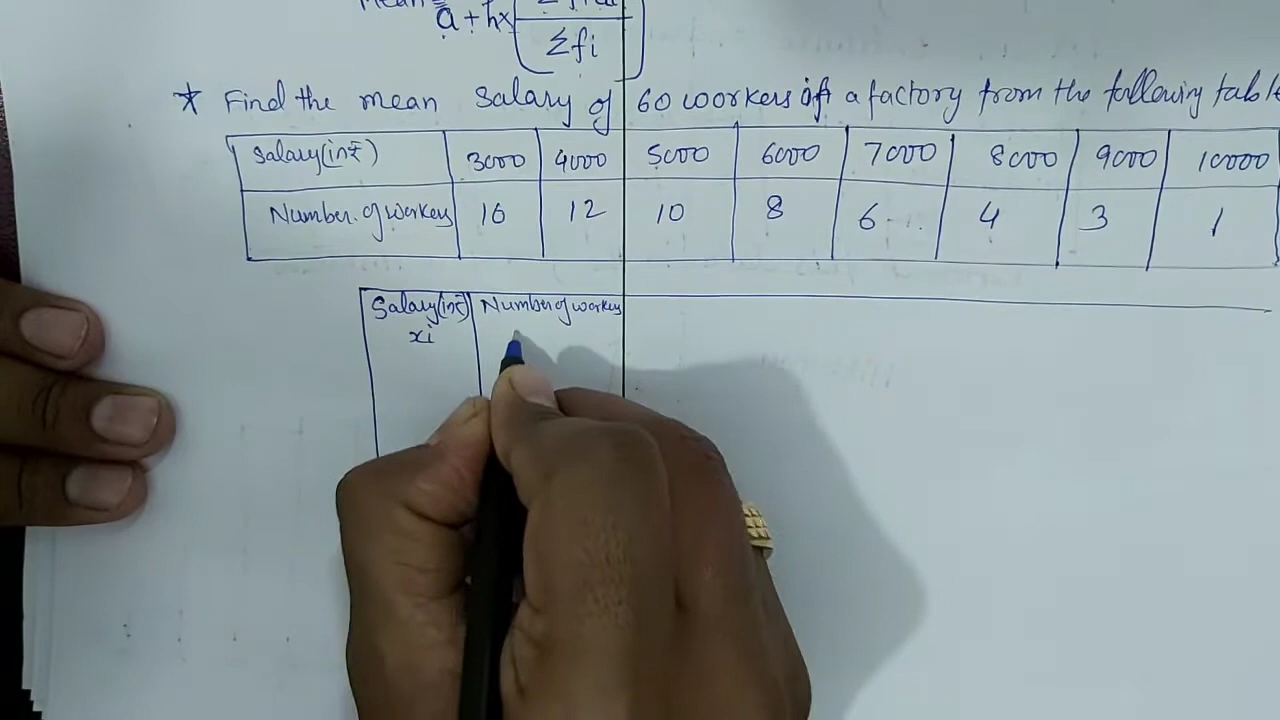 a + h×
Σfi
* Find the mean salary of 60 workers of a factory from the following table
Salary(in ₹) 3000 4000 5000 6000 7000 8000 9000 10000
Number of workers 16 12 10 8 6 4 3 1
Salary(in ₹) Number of workers
xi